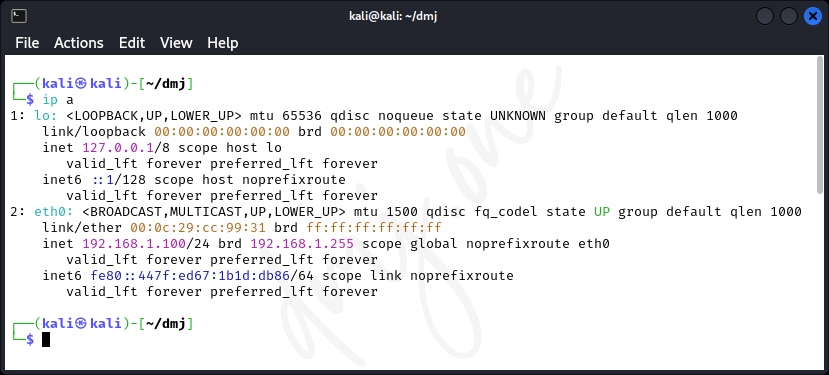 kali@kali: ~/dmj
File Actions Edit View Help
┌──(kali㉿kali)-[~/dmj]
└─$ ip a
1: lo: <LOOPBACK,UP,LOWER_UP> mtu 65536 qdisc noqueue state UNKNOWN group default qlen 1000
    link/loopback 00:00:00:00:00:00 brd 00:00:00:00:00:00
    inet 127.0.0.1/8 scope host lo
       valid_lft forever preferred_lft forever
    inet6 ::1/128 scope host noprefixroute
       valid_lft forever preferred_lft forever
2: eth0: <BROADCAST,MULTICAST,UP,LOWER_UP> mtu 1500 qdisc fq_codel state UP group default qlen 1000
    link/ether 00:0c:29:cc:99:31 brd ff:ff:ff:ff:ff:ff
    inet 192.168.1.100/24 brd 192.168.1.255 scope global noprefixroute eth0
       valid_lft forever preferred_lft forever
    inet6 fe80::447f:ed67:1b1d:db86/64 scope link noprefixroute
       valid_lft forever preferred_lft forever
┌──(kali㉿kali)-[~/dmj]
└─$